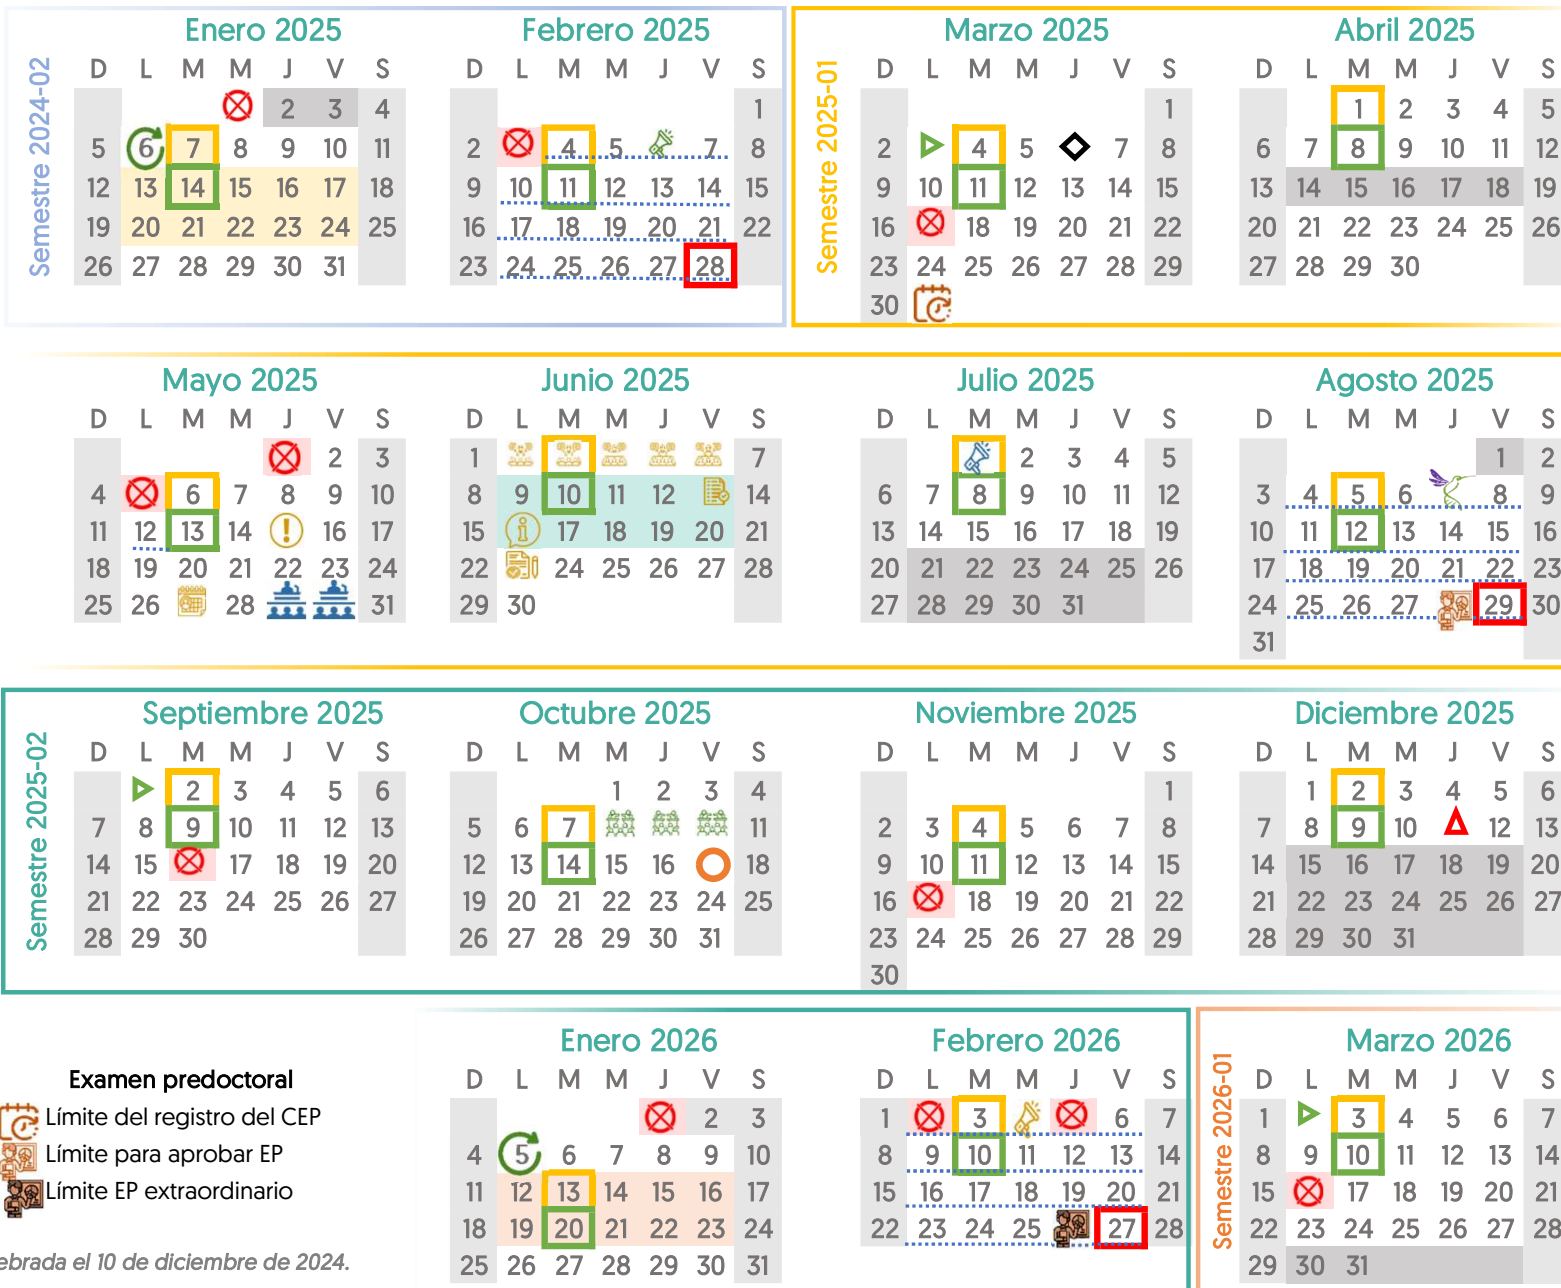 Semestre 2024-02
Enero 2025
D L M M J V S
2 3 4
5 6 7 8 9 10 11
12 13 14 15 16 17 18
19 20 21 22 23 24 25
26 27 28 29 30 31
Febrero 2025
D L M M J V S
1
2 4 5 7 8
9 10 11 12 13 14 15
16 17 18 19 20 21 22
23 24 25 26 27 28
Semestre 2025-01
Marzo 2025
D L M M J V S
1
2 4 5 7 8
9 10 11 12 13 14 15
16 18 19 20 21 22
23 24 25 26 27 28 29
30
Abril 2025
D L M M J V S
1 2 3 4 5
6 7 8 9 10 11 12
13 14 15 16 17 18 19
20 21 22 23 24 25 26
27 28 29 30
Mayo 2025
D L M M J V S
2 3
4 6 7 8 9 10
11 12 13 14 16 17
18 19 20 21 22 23 24
25 26 28 31
Junio 2025
D L M M J V S
1 7
8 9 10 11 12 14
15 17 18 19 20 21
22 24 25 26 27 28
29 30
Julio 2025
D L M M J V S
2 3 4 5
6 7 8 9 10 11 12
13 14 15 16 17 18 19
20 21 22 23 24 25 26
27 28 29 30 31
Agosto 2025
D L M M J V S
1 2
3 4 5 6 8 9
10 11 12 13 14 15 16
17 18 19 20 21 22 23
24 25 26 27 29 30
31
Semestre 2025-02
Septiembre 2025
D L M M J V S
2 3 4 5 6
7 8 9 10 11 12 13
14 15 17 18 19 20
21 22 23 24 25 26 27
28 29 30
Octubre 2025
D L M M J V S
1 2 3 4
5 6 7 11
12 13 14 15 16 18
19 20 21 22 23 24 25
26 27 28 29 30 31
Noviembre 2025
D L M M J V S
1
2 3 4 5 6 7 8
9 10 11 12 13 14 15
16 18 19 20 21 22
23 24 25 26 27 28 29
30
Diciembre 2025
D L M M J V S
1 2 3 4 5 6
7 8 9 10 12 13
14 15 16 17 18 19 20
21 22 23 24 25 26 27
28 29 30 31
Examen predoctoral
Límite del registro del CEP
Límite para aprobar EP
Límite EP extraordinario
ebrada el 10 de diciembre de 2024.
Enero 2026
D L M M J V S
2 3
4 5 6 7 8 9 10
11 12 13 14 15 16 17
18 19 20 21 22 23 24
25 26 27 28 29 30 31
Febrero 2026
D L M M J V S
1 3 6 7
8 9 10 11 12 13 14
15 16 17 18 19 20 21
22 23 24 25 27 28
Semestre 2026-01
Marzo 2026
D L M M J V S
1 3 4 5 6 7
8 9 10 11 12 13 14
15 17 18 19 20 21
22 23 24 25 26 27 28
29 30 31